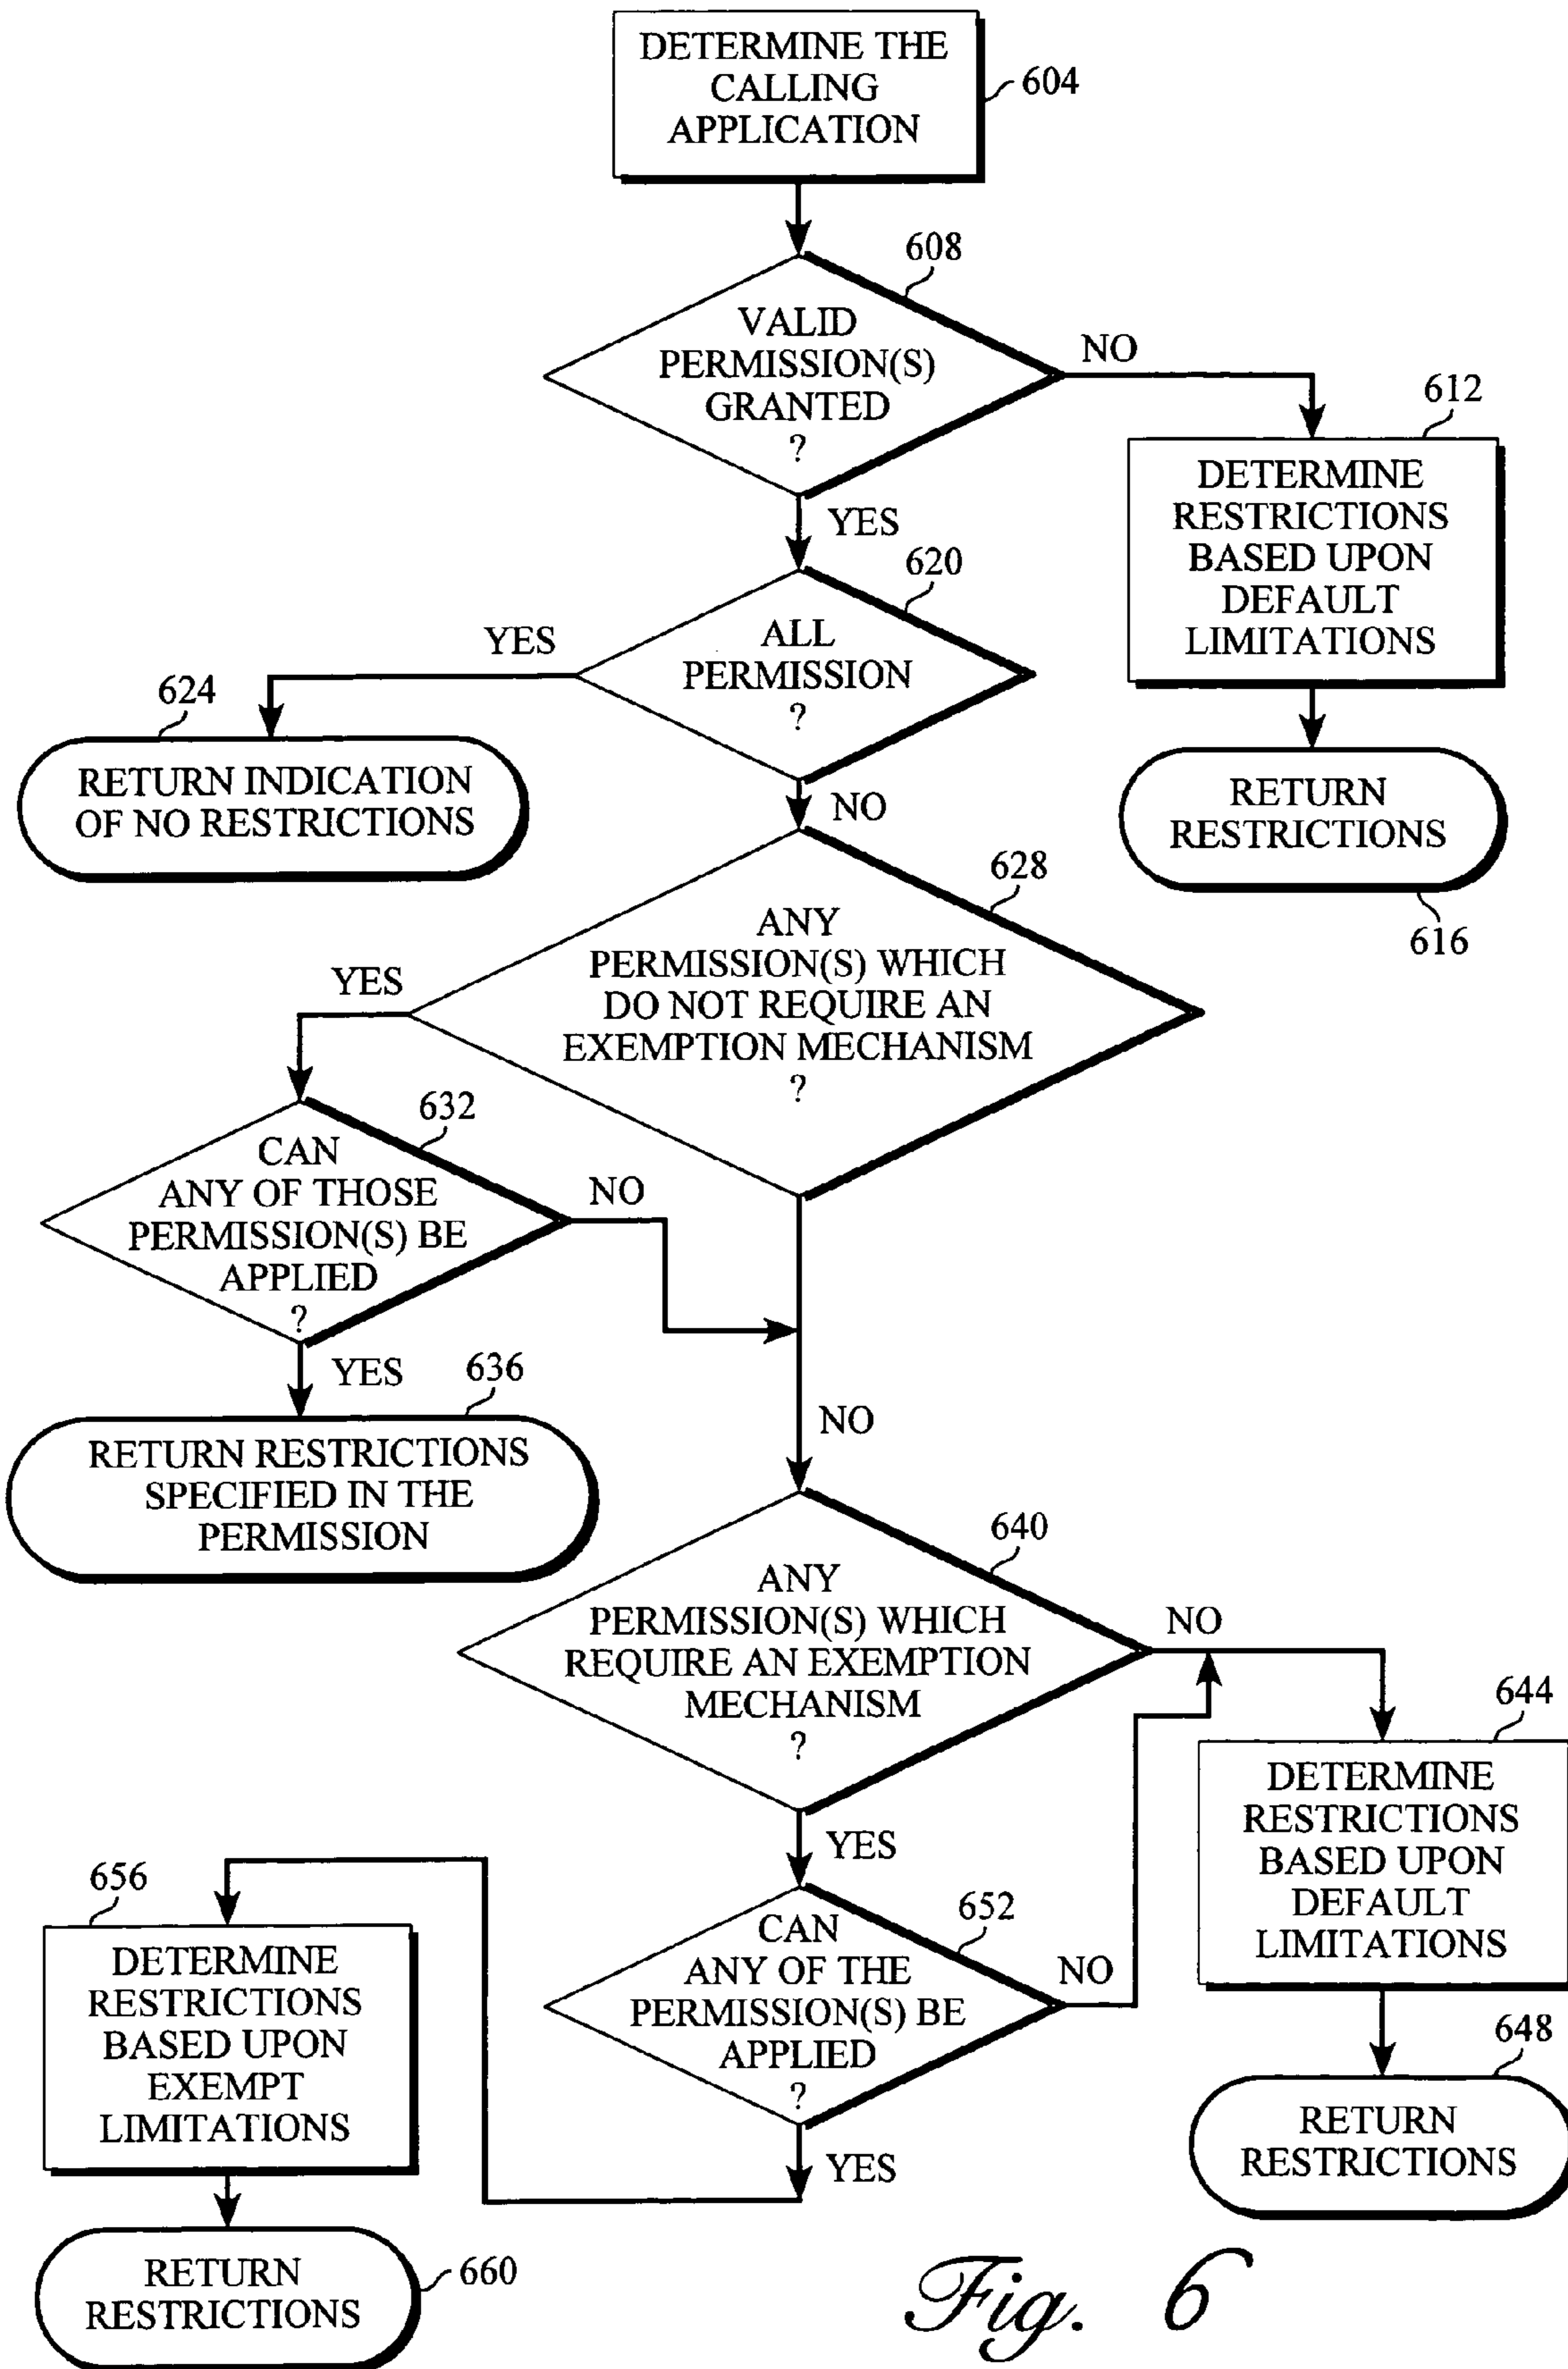 DETERMINE THE
CALLING
APPLICATION
604
608
VALID
PERMISSION(S)
GRANTED
?
NO
612
DETERMINE
RESTRICTIONS
BASED UPON
DEFAULT
LIMITATIONS
YES
620
ALL
PERMISSION
?
YES
624
RETURN INDICATION
OF NO RESTRICTIONS
NO
RETURN
RESTRICTIONS
616
628
ANY
PERMISSION(S) WHICH
DO NOT REQUIRE AN
EXEMPTION MECHANISM
?
YES
632
CAN
ANY OF THOSE
PERMISSION(S) BE
APPLIED
?
NO
YES
636
RETURN RESTRICTIONS
SPECIFIED IN THE
PERMISSION
NO
640
ANY
PERMISSION(S) WHICH
REQUIRE AN EXEMPTION
MECHANISM
?
NO
644
DETERMINE
RESTRICTIONS
BASED UPON
DEFAULT
LIMITATIONS
YES
652
CAN
ANY OF THE
PERMISSION(S) BE
APPLIED
?
NO
648
RETURN
RESTRICTIONS
YES
656
DETERMINE
RESTRICTIONS
BASED UPON
EXEMPT
LIMITATIONS
RETURN
RESTRICTIONS
660
Fig. 6